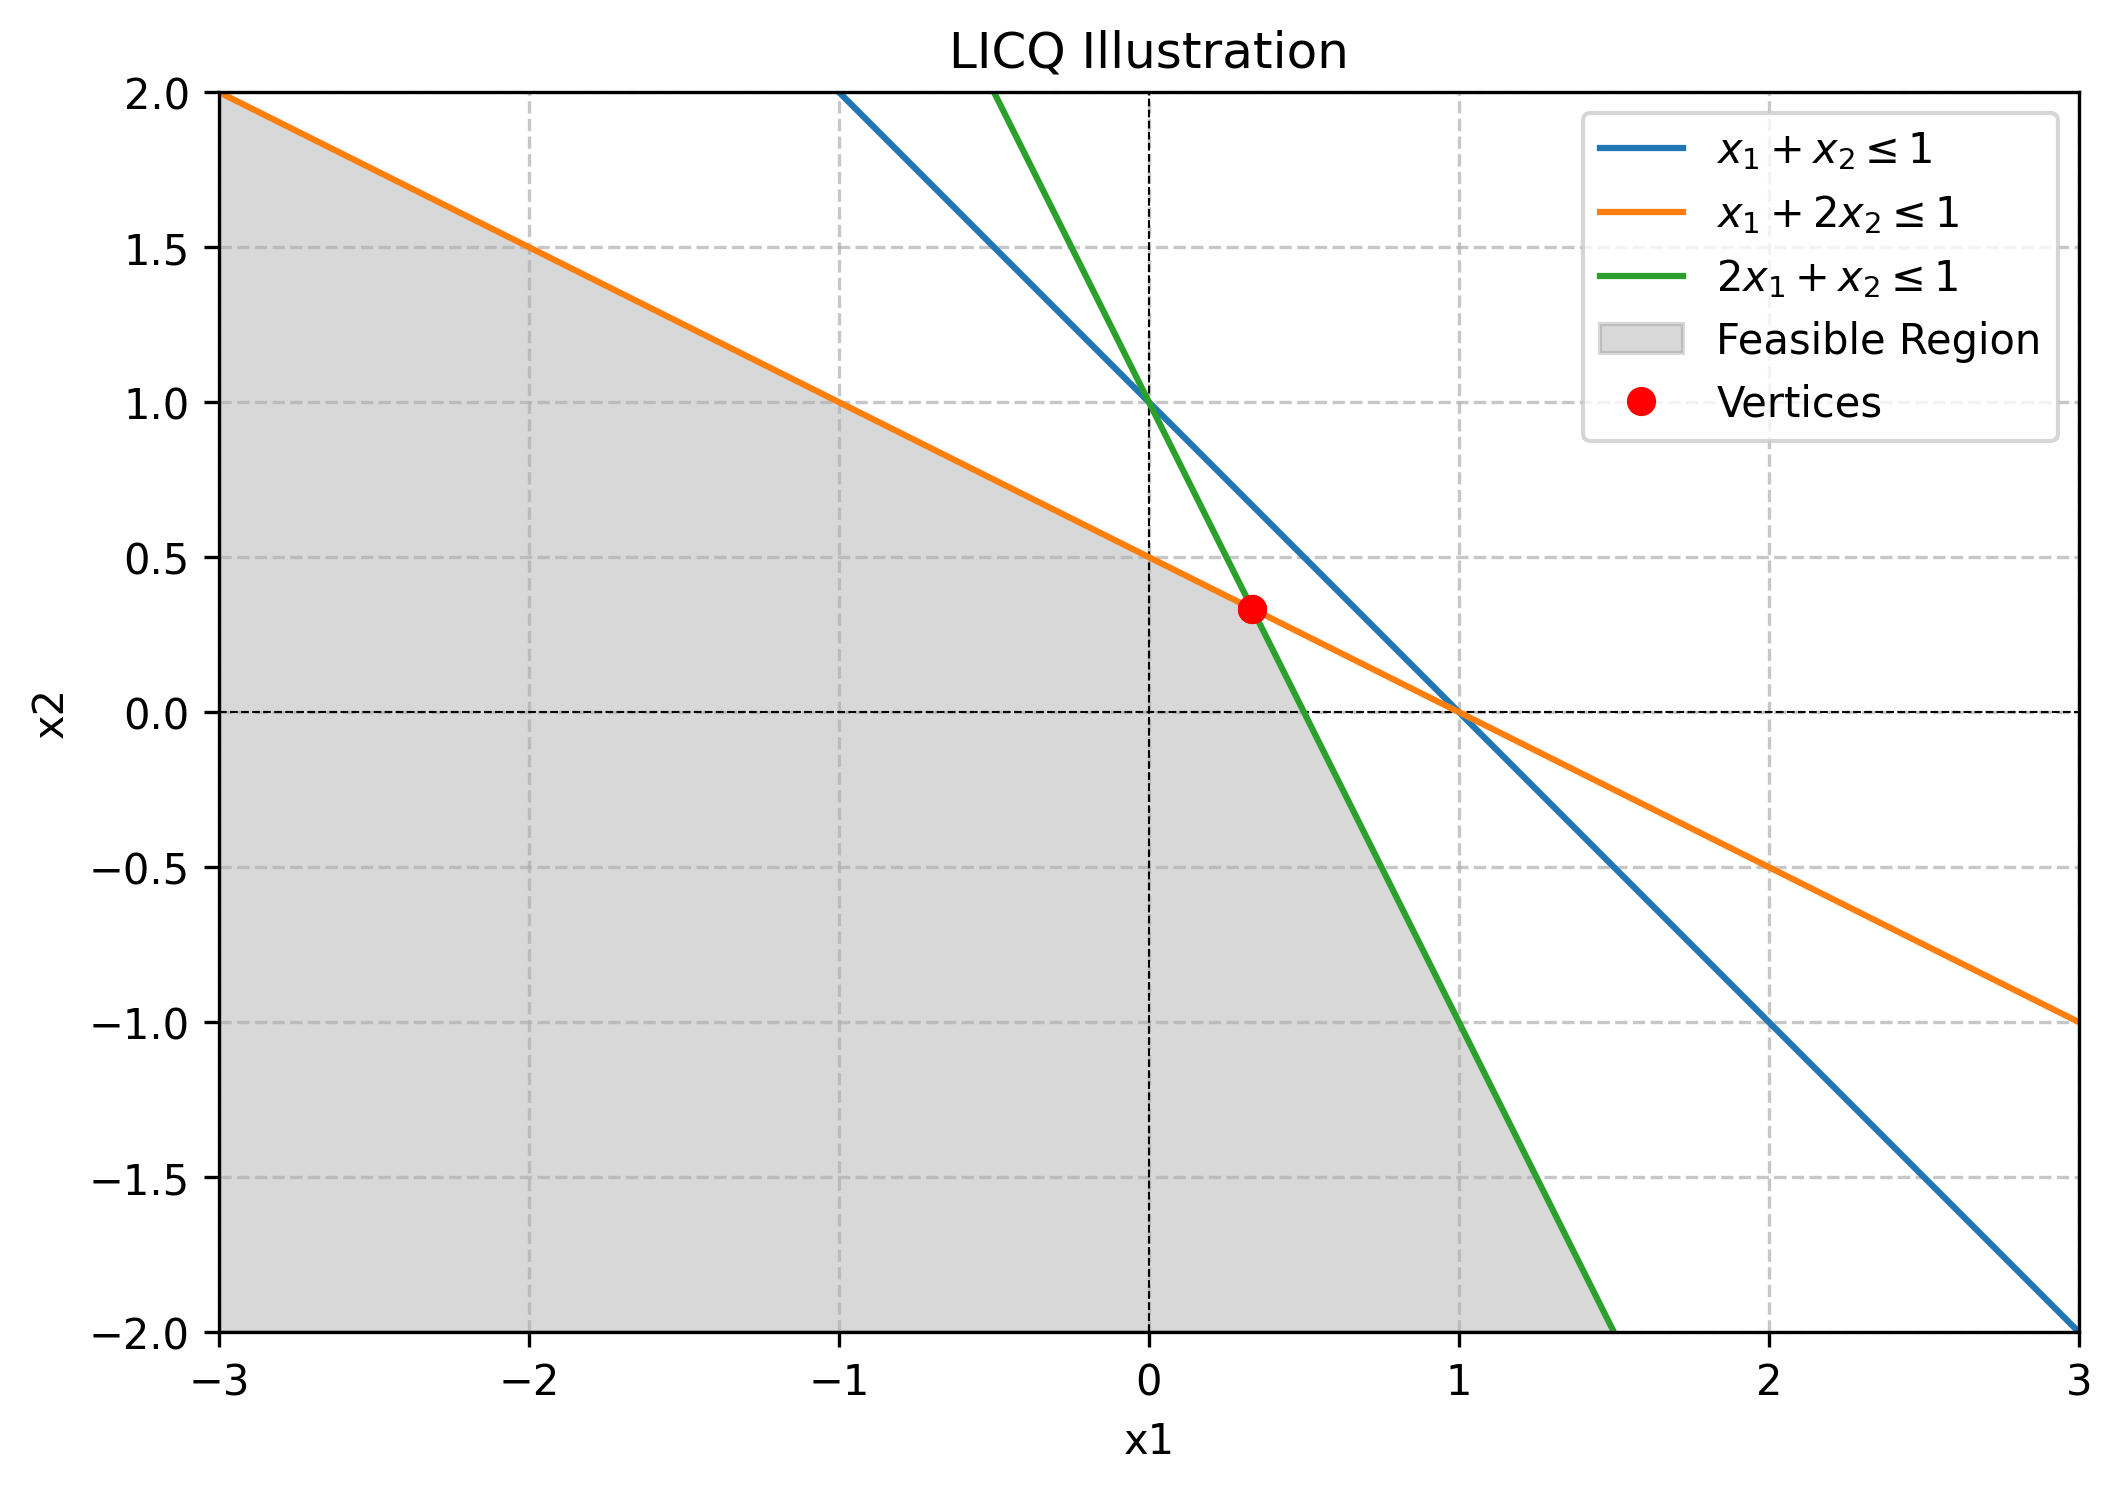 LICQ Illustration
x₁ + x₂ ≤ 1
x₁ + 2x₂ ≤ 1
2x₁ + x₂ ≤ 1
Feasible Region
Vertices
2.0
1.5
1.0
0.5
0.0
−0.5
−1.0
−1.5
−2.0
x2
−3 −2 −1 0 1 2 3
x1